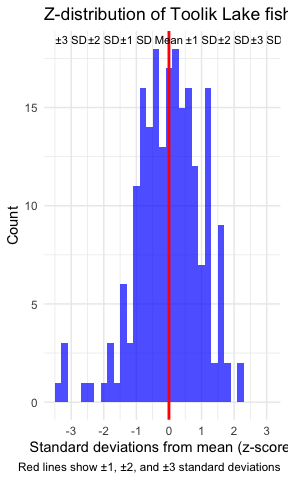 Z-distribution of Toolik Lake fish
±3 SD ±2 SD ±1 SD Mean ±1 SD ±2 SD ±3 SD
15
10
5
0
Count
-3 -2 -1 0 1 2 3
Standard deviations from mean (z-score
Red lines show ±1, ±2, and ±3 standard deviations